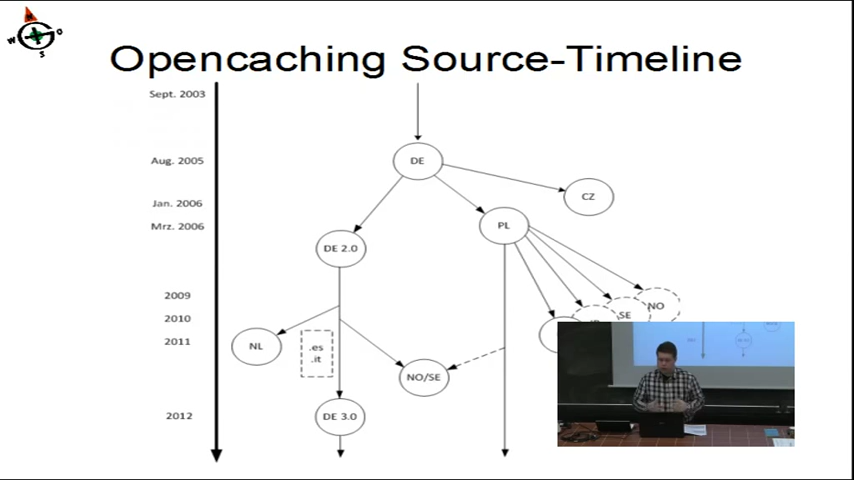 W O
S
Opencaching Source-Timeline
Sept. 2003
Aug. 2005
DE
Jan. 2006
CZ
Mrz. 2006
PL
DE 2.0
2009
NO
2010
SE
2011
NL
.es
.it
NO/SE
2012
DE 3.0